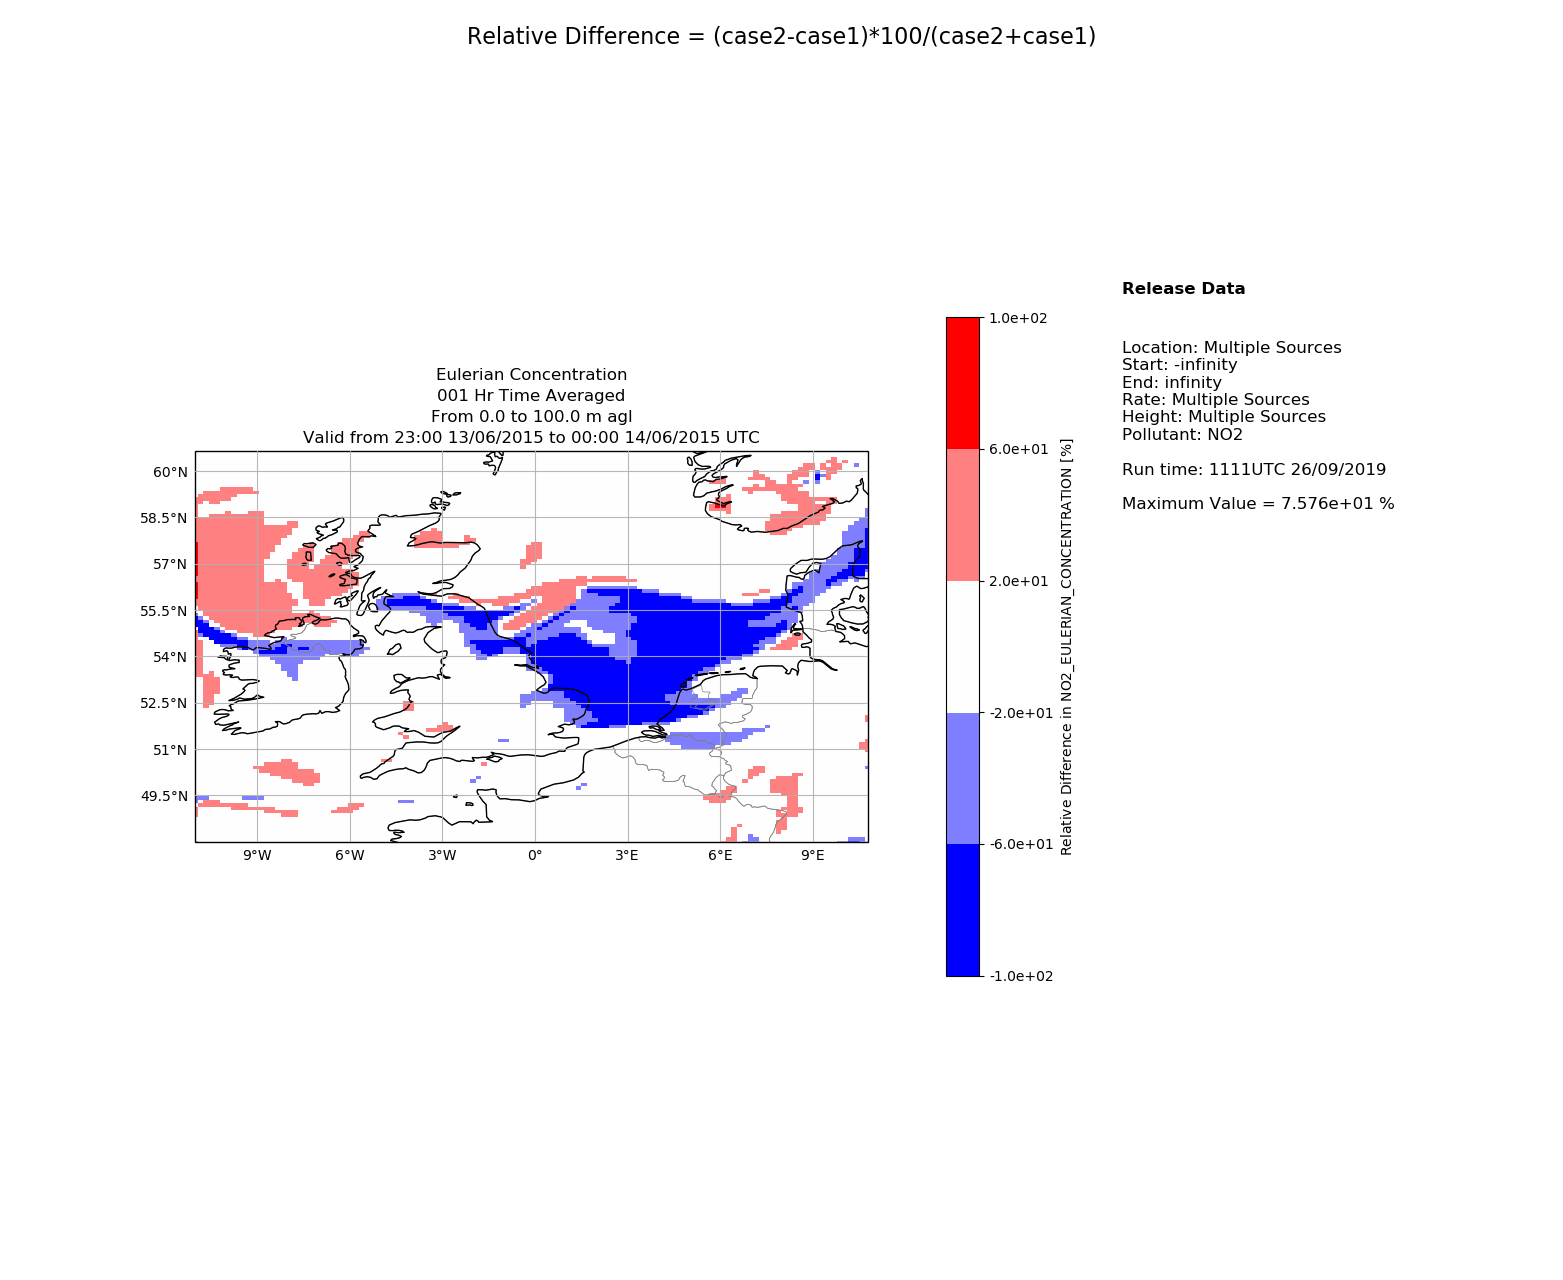 Relative Difference = (case2-case1)*100/(case2+case1)
Eulerian Concentration
001 Hr Time Averaged
From 0.0 to 100.0 m agl
Valid from 23:00 13/06/2015 to 00:00 14/06/2015 UTC
60°N
58.5°N
57°N
55.5°N
54°N
52.5°N
51°N
49.5°N
9°W
6°W
3°W
0°
3°E
6°E
9°E
1.0e+02
6.0e+01
2.0e+01
-2.0e+01
-6.0e+01
-1.0e+02
Relative Difference in NO2_EULERIAN_CONCENTRATION [%]
Release Data
Location: Multiple Sources
Start: -infinity
End: infinity
Rate: Multiple Sources
Height: Multiple Sources
Pollutant: NO2
Run time: 1111UTC 26/09/2019
Maximum Value = 7.576e+01 %